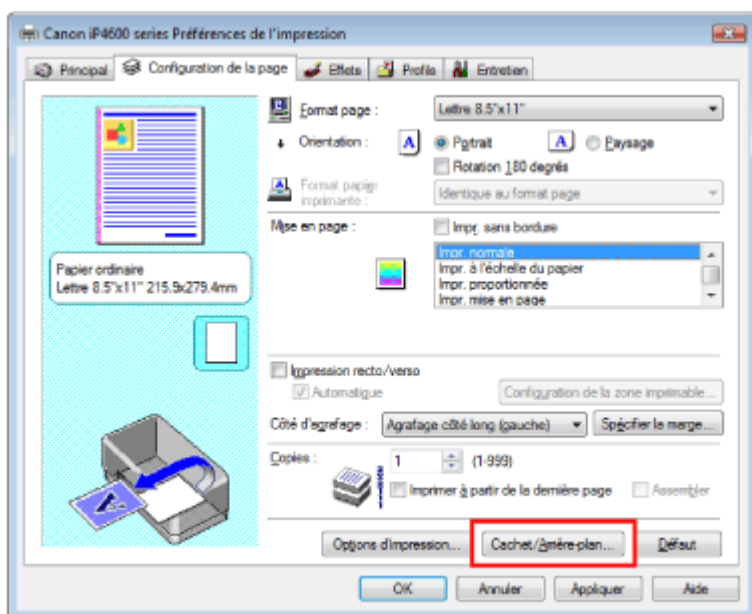 Canon iP4600 series Préférences de l'impression
Principal Configuration de la page Effets Profils Entretien
Format page : Lettre 8.5"x11"
Orientation : A Portrait A Paysage
Rotation 180 degrés
Format papier imprimante : Identique au format page
Mise en page : Impr. sans bordure
Impr. normale
Impr. à l'échelle du papier
Impr. proportionnée
Impr. mise en page
Papier ordinaire
Lettre 8.5"x11" 215.9x279.4mm
Impression recto/verso
Automatique Configuration de la zone imprimable...
Côté d'agrafage : Agrafage côté long (gauche) Spécifier la marge...
Copies : 1 (1-999)
Imprimer à partir de la dernière page Assembler
Options d'impression... Cachet/Arrière-plan... Défaut
OK Annuler Appliquer Aide